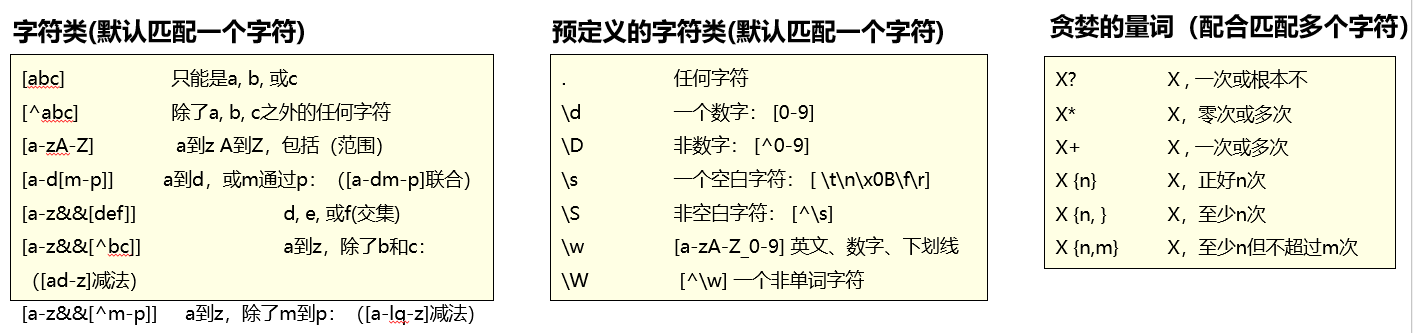 字符类(默认匹配一个字符)
[abc] 只能是a, b, 或c
[^abc] 除了a, b, c之外的任何字符
[a-zA-Z] a到z A到Z，包括（范围）
[a-d[m-p]] a到d，或m通过p：（[a-dm-p]联合）
[a-z&&[def]] d, e, 或f(交集)
[a-z&&[^bc]] a到z，除了b和c：
（[ad-z]减法）
[a-z&&[^m-p]] a到z，除了m到p：（[a-lq-z]减法）
预定义的字符类(默认匹配一个字符)
. 任何字符
\d 一个数字： [0-9]
\D 非数字： [^0-9]
\s 一个空白字符： [ \t\n\x0B\f\r]
\S 非空白字符： [^\s]
\w [a-zA-Z_0-9] 英文、数字、下划线
\W [^\w] 一个非单词字符
贪婪的量词（配合匹配多个字符）
X? X , 一次或根本不
X* X，零次或多次
X+ X , 一次或多次
X {n} X，正好n次
X {n, } X，至少n次
X {n,m} X，至少n但不超过m次